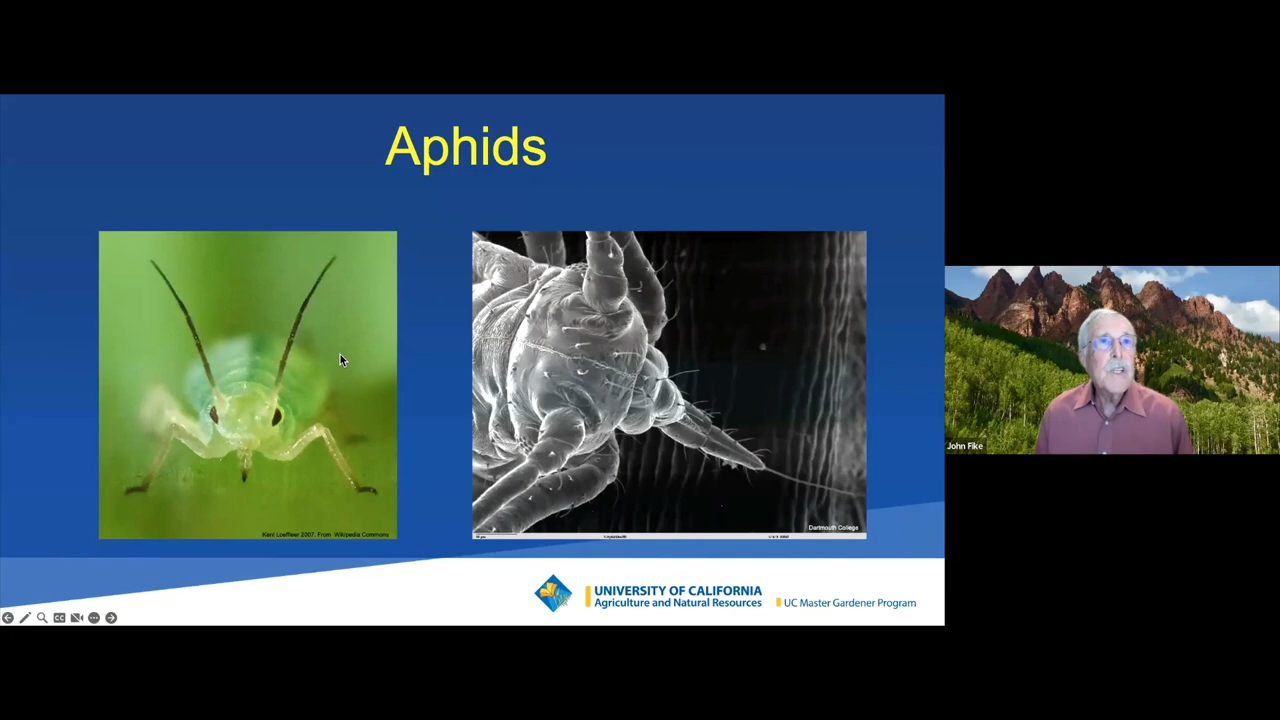 Aphids
Kent Loeffler 2007. From Wikipedia Commons
Dartmouth College
John Fike
UNIVERSITY OF CALIFORNIA
Agriculture and Natural Resources
UC Master Gardener Program
CC